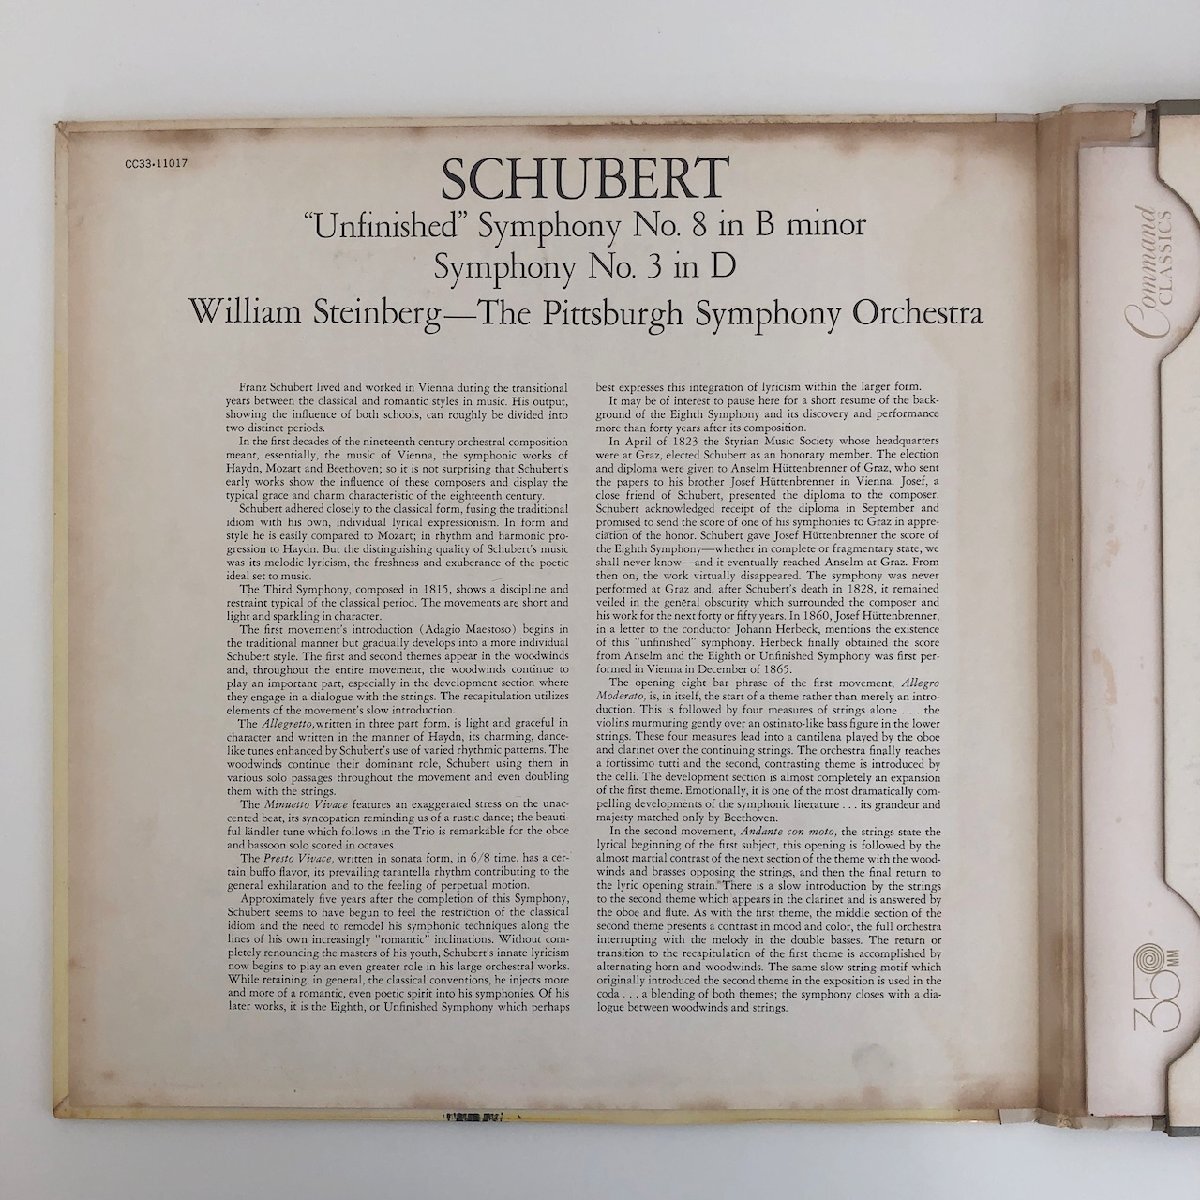 CC33-11017
SCHUBERT
“Unfinished” Symphony No. 8 in B minor
Symphony No. 3 in D
William Steinberg—The Pittsburgh Symphony Orchestra
Franz Schubert lived and worked in Vienna during the transitional
years between the classical and romantic styles in music. His output,
showing the influence of both schools, can roughly be divided into
two distinct periods.
In the first decades of the nineteenth century orchestral composition
meant, essentially, the music of Vienna, the symphonic works of
Haydn, Mozart and Beethoven; so it is not surprising that Schubert's
early works show the influence of these composers and display the
typical grace and charm characteristic of the eighteenth century.
Schubert adhered closely to the classical form, fusing the traditional
idiom with his own, individual lyrical expressionism. In form and
style he is easily compared to Mozart; in rhythm and harmonic pro-
gression to Haydn. But the distinguishing quality of Schubert's music
was its melodic lyricism, the freshness and exuberance of the poetic
ideal set to music.
The Third Symphony, composed in 1815, shows a discipline and
restraint typical of the classical period. The movements are short and
light and sparkling in character.
The first movement's introduction (Adagio Maestoso) begins in
the traditional manner but gradually develops into a more individual
Schubert style. The first and second themes appear in the woodwinds
and, throughout the entire movement, the woodwinds continue to
play an important part, especially in the development section where
they engage in a dialogue with the strings. The recapitulation utilizes
elements of the movement's slow introduction.
The Allegretto, written in three part form, is light and graceful in
character and written in the manner of Haydn, its charming, dance-
like tunes enhanced by Schubert's use of varied rhythmic patterns. The
woodwinds continue their dominant role, Schubert using them in
various solo passages throughout the movement and even doubling
them with the strings.
The Minuetto Vivace features an exaggerated stress on the unac-
cented beat, its syncopation reminding us of a rustic dance; the beauti-
ful ländler tune which follows in the Trio is remarkable for the oboe
and bassoon solo scored in octaves.
The Presto Vivace, written in sonata form, in 6/8 time, has a cer-
tain buffo flavor, its prevailing tarantella rhythm contributing to the
general exhilaration and to the feeling of perpetual motion.
Approximately five years after the completion of this Symphony,
Schubert seems to have begun to feel the restriction of the classical
idiom and the need to remodel his symphonic techniques along the
lines of his own increasingly "romantic" inclinations. Without com-
pletely renouncing the masters of his youth, Schubert's innate lyricism
now begins to play an even greater role in his large orchestral works.
While retaining, in general, the classical conventions, he injects more
and more of a romantic, even poetic spirit into his symphonies. Of his
later works, it is the Eighth, or Unfinished Symphony which perhaps
best expresses this integration of lyricism within the larger form.
It may be of interest to pause here for a short resume of the back-
ground of the Eighth Symphony and its discovery and performance
more than forty years after its composition.
In April of 1823 the Styrian Music Society whose headquarters
were at Graz, elected Schubert as an honorary member. The election
and diploma were given to Anselm Hüttenbrenner of Graz, who sent
the papers to his brother Josef Hüttenbrenner in Vienna. Josef, a
close friend of Schubert, presented the diploma to the composer.
Schubert acknowledged receipt of the diploma in September and
promised to send the score of one of his symphonies to Graz in appre-
ciation of the honor. Schubert gave Josef Hüttenbrenner the score of
the Eighth Symphony—whether in complete or fragmentary state, we
shall never know—and it eventually reached Anselm at Graz. From
then on, the work virtually disappeared. The symphony was never
performed at Graz and, after Schubert's death in 1828, it remained
veiled in the general obscurity which surrounded the composer and
his work for the next forty or fifty years. In 1860, Josef Hüttenbrenner,
in a letter to the conductor Johann Herbeck, mentions the existence
of this "unfinished" symphony. Herbeck finally obtained the score
from Anselm and the Eighth or Unfinished Symphony was first per-
formed in Vienna in December of 1865.
The opening eight bar phrase of the first movement, Allegro
Moderato, is, in itself, the start of a theme rather than merely an intro-
duction. This is followed by four measures of strings alone . . . the
violins murmuring gently over an ostinato-like bass figure in the lower
strings. These four measures lead into a cantilena played by the oboe
and clarinet over the continuing strings. The orchestra finally reaches
a fortissimo tutti and the second, contrasting theme is introduced by
the celli. The development section is almost completely an expansion
of the first theme. Emotionally, it is one of the most dramatically com-
pelling developments of the symphonic literature . . . its grandeur and
majesty matched only by Beethoven.
In the second movement, Andante con moto, the strings state the
lyrical beginning of the first subject, this opening is followed by the
almost martial contrast of the next section of the theme with the wood-
winds and brasses opposing the strings, and then the final return to
the lyric opening strain. There is a slow introduction by the strings
to the second theme which appears in the clarinet and is answered by
the oboe and flute. As with the first theme, the middle section of the
second theme presents a contrast in mood and color, the full orchestra
interrupting with the melody in the double basses. The return or
transition to the recapitulation of the first theme is accomplished by
alternating horn and woodwinds. The same slow string motif which
originally introduced the second theme in the exposition is used in the
coda . . . a blending of both themes; the symphony closes with a dia-
logue between woodwinds and strings.
Command
CLASSICS
35MM